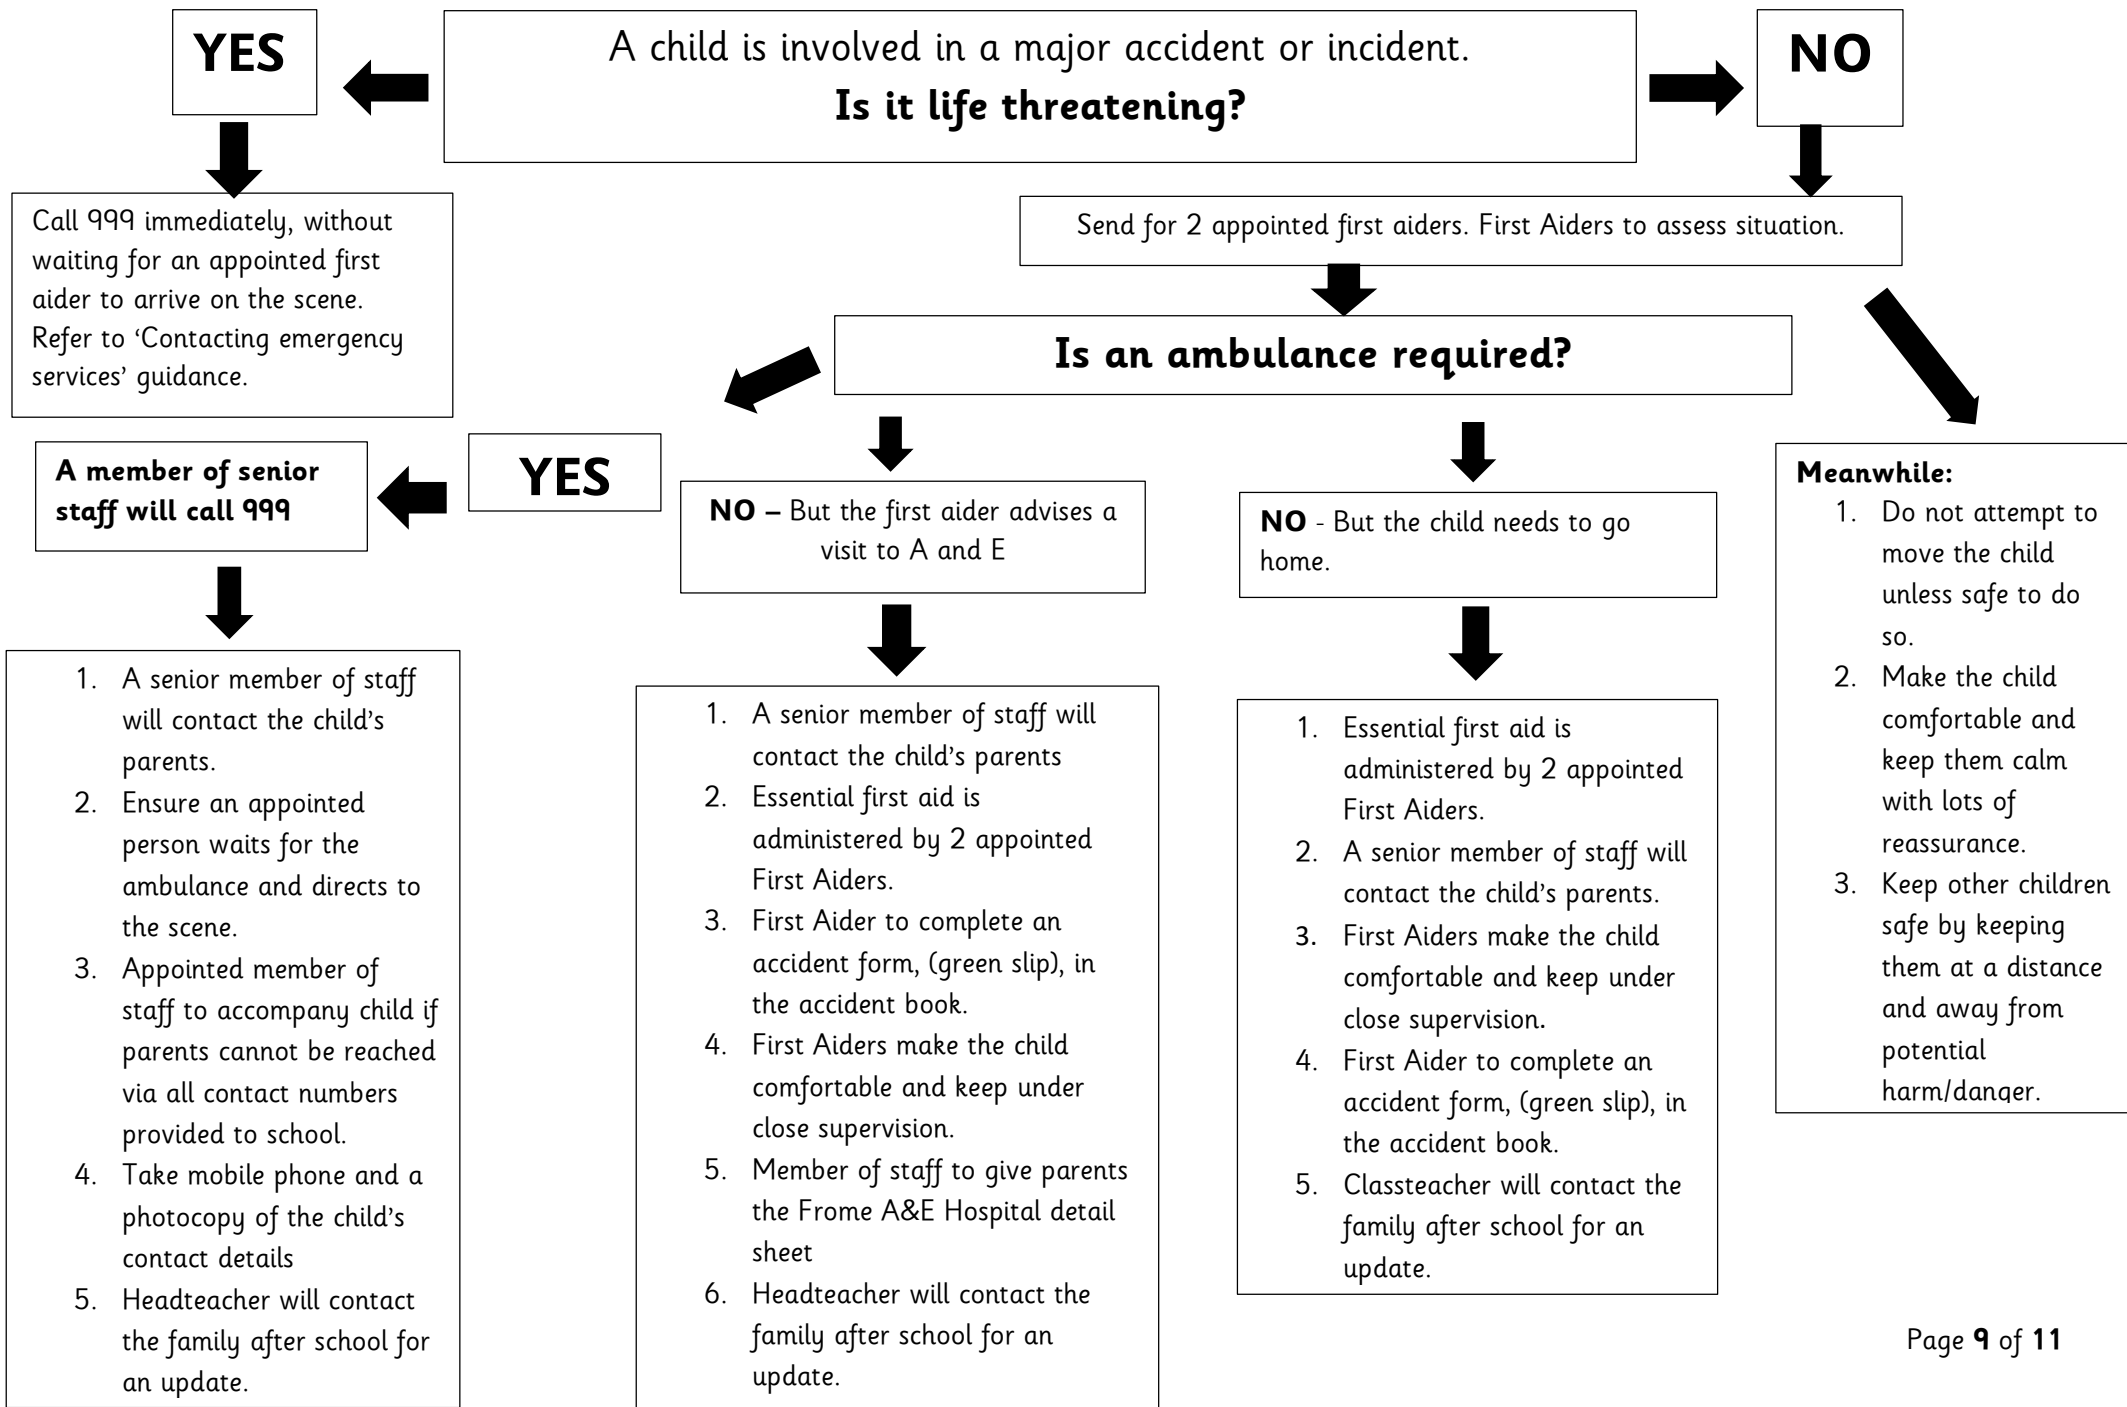 YES
A child is involved in a major accident or incident.
Is it life threatening?
NO
Call 999 immediately, without
waiting for an appointed first
aider to arrive on the scene.
Refer to ‘Contacting emergency
services’ guidance.
Send for 2 appointed first aiders. First Aiders to assess situation.
Is an ambulance required?
A member of senior
staff will call 999
YES
NO – But the first aider advises a
visit to A and E
NO - But the child needs to go
home.
Meanwhile:
1. Do not attempt to
move the child
unless safe to do
so.
2. Make the child
comfortable and
keep them calm
with lots of
reassurance.
3. Keep other children
safe by keeping
them at a distance
and away from
potential
harm/danger.
1. A senior member of staff
will contact the child’s
parents.
2. Ensure an appointed
person waits for the
ambulance and directs to
the scene.
3. Appointed member of
staff to accompany child if
parents cannot be reached
via all contact numbers
provided to school.
4. Take mobile phone and a
photocopy of the child’s
contact details
5. Headteacher will contact
the family after school for
an update.
1. A senior member of staff will
contact the child’s parents
2. Essential first aid is
administered by 2 appointed
First Aiders.
3. First Aider to complete an
accident form, (green slip), in
the accident book.
4. First Aiders make the child
comfortable and keep under
close supervision.
5. Member of staff to give parents
the Frome A&E Hospital detail
sheet
6. Headteacher will contact the
family after school for an
update.
1. Essential first aid is
administered by 2 appointed
First Aiders.
2. A senior member of staff will
contact the child’s parents.
3. First Aiders make the child
comfortable and keep under
close supervision.
4. First Aider to complete an
accident form, (green slip), in
the accident book.
5. Classteacher will contact the
family after school for an
update.
Page 9 of 11